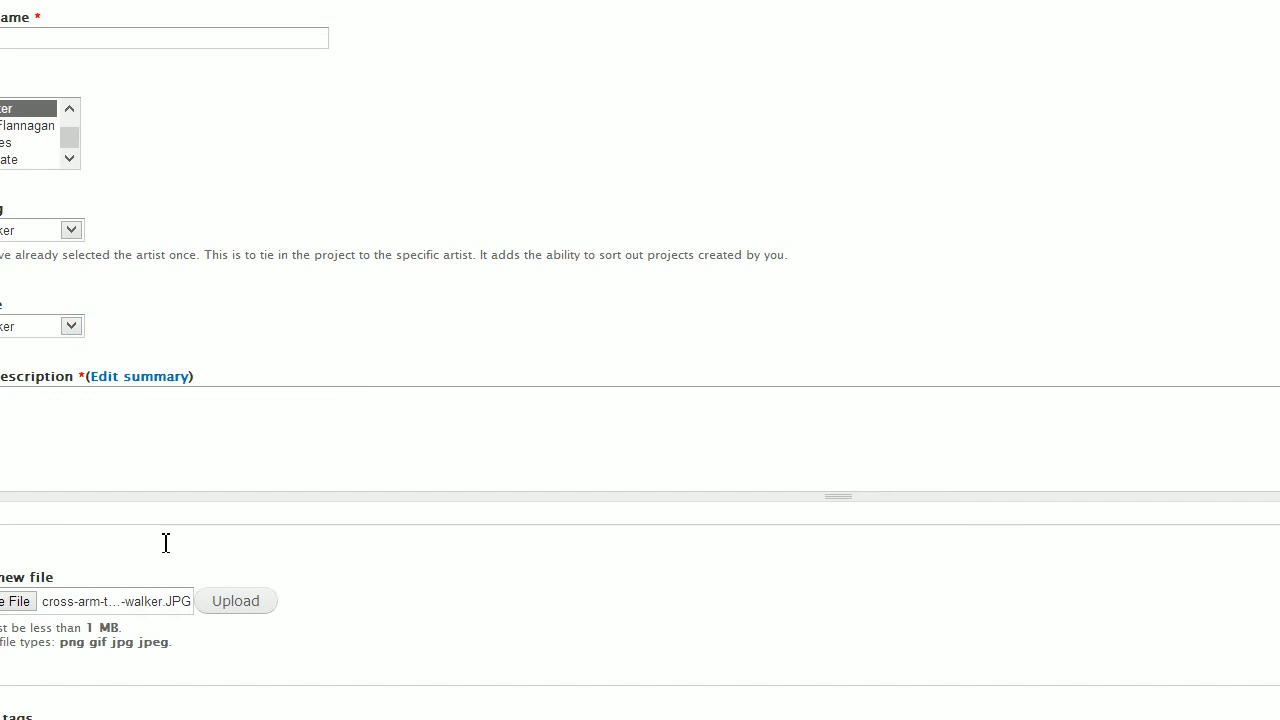 ame *
ker
Flannagan
es
ate
g
ker
ve already selected the artist once. This is to tie in the project to the specific artist. It adds the ability to sort out projects created by you.
e
ker
escription *(Edit summary)
new file
e File cross-arm-t...-walker.JPG Upload
st be less than 1 MB.
file types: png gif jpg jpeg.
tags